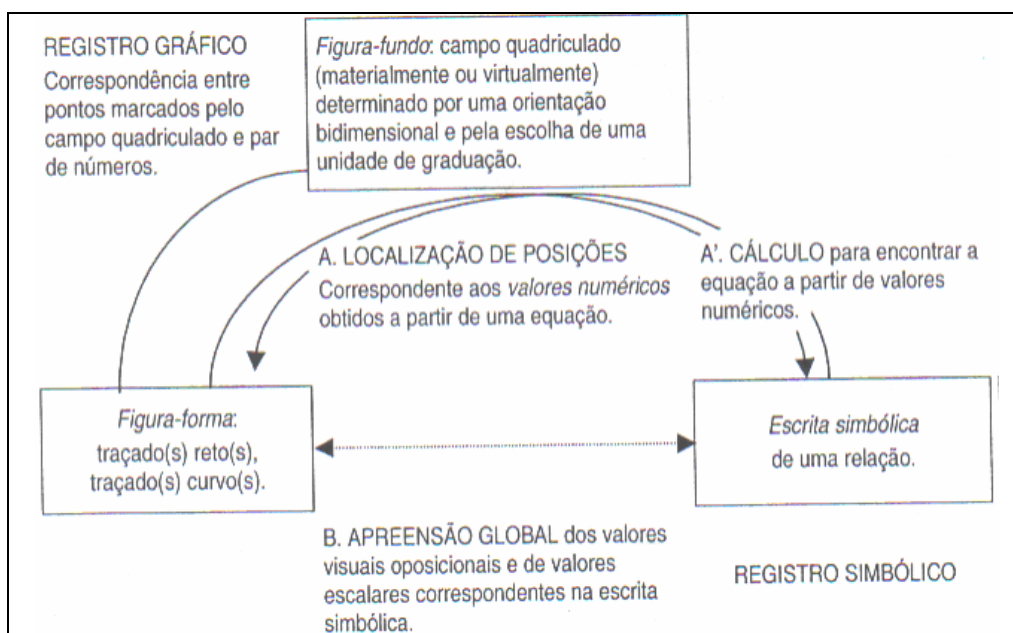 REGISTRO GRÁFICO
Correspondência entre
pontos marcados pelo
campo quadriculado e par
de números.
Figura-fundo: campo quadriculado
(materialmente ou virtualmente)
determinado por uma orientação
bidimensional e pela escolha de uma
unidade de graduação.
A. LOCALIZAÇÃO DE POSIÇÕES
Correspondente aos valores numéricos
obtidos a partir de uma equação.
A'. CÁLCULO para encontrar a
equação a partir de valores
numéricos.
Figura-forma:
traçado(s) reto(s),
traçado(s) curvo(s).
Escrita simbólica
de uma relação.
B. APREENSÃO GLOBAL dos valores
visuais oposicionais e de valores
escalares correspondentes na escrita
simbólica.
REGISTRO SIMBÓLICO